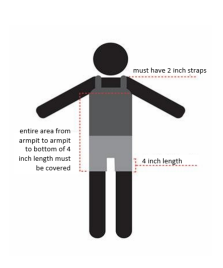 must have 2 inch straps
entire area from
armpit to armpit
to bottom of 4
inch length must
be covered
4 inch length